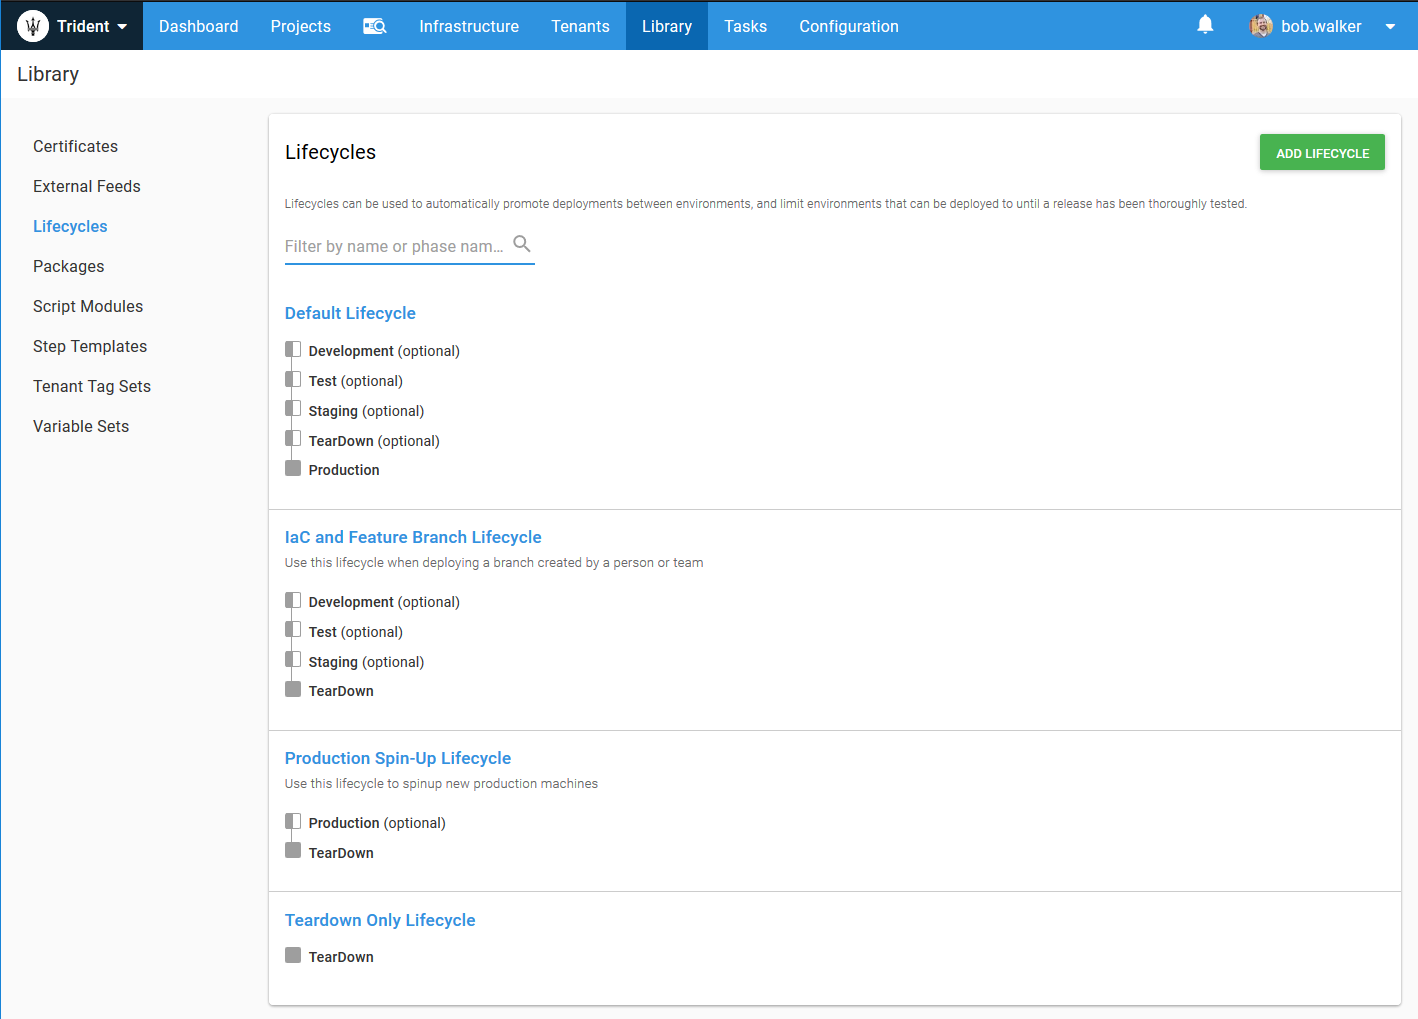 Trident
Dashboard
Projects
Infrastructure
Tenants
Library
Tasks
Configuration
bob.walker
Library
Certificates
External Feeds
Lifecycles
Packages
Script Modules
Step Templates
Tenant Tag Sets
Variable Sets
Lifecycles
ADD LIFECYCLE
Lifecycles can be used to automatically promote deployments between environments, and limit environments that can be deployed to until a release has been thoroughly tested.
Filter by name or phase nam...
Default Lifecycle
Development (optional)
Test (optional)
Staging (optional)
TearDown (optional)
Production
IaC and Feature Branch Lifecycle
Use this lifecycle when deploying a branch created by a person or team
Development (optional)
Test (optional)
Staging (optional)
TearDown
Production Spin-Up Lifecycle
Use this lifecycle to spinup new production machines
Production (optional)
TearDown
Teardown Only Lifecycle
TearDown